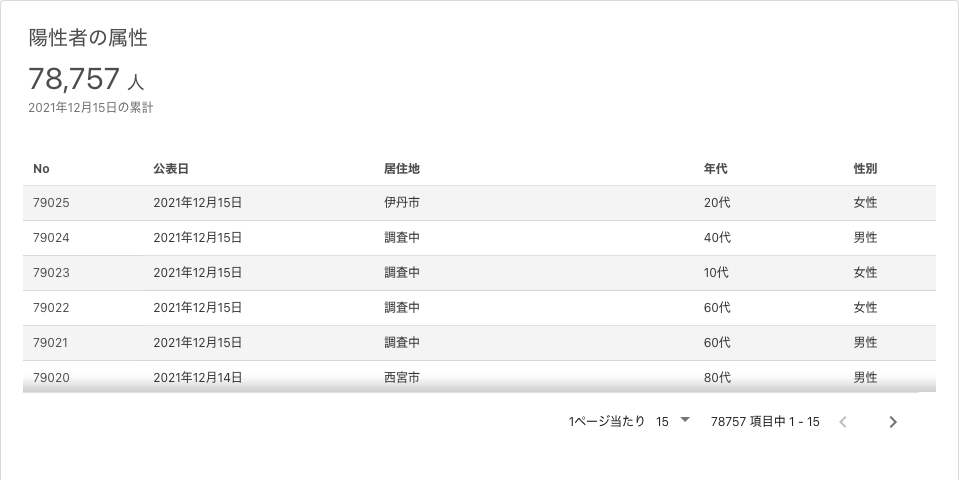 陽性者の属性
78,757 人
2021年12月15日の累計
No 公表日 居住地 年代 性別
79025 2021年12月15日 伊丹市 20代 女性
79024 2021年12月15日 調査中 40代 男性
79023 2021年12月15日 調査中 10代 女性
79022 2021年12月15日 調査中 60代 女性
79021 2021年12月15日 調査中 60代 男性
79020 2021年12月14日 西宮市 80代 男性
1ページ当たり 15 78757 項目中 1 - 15